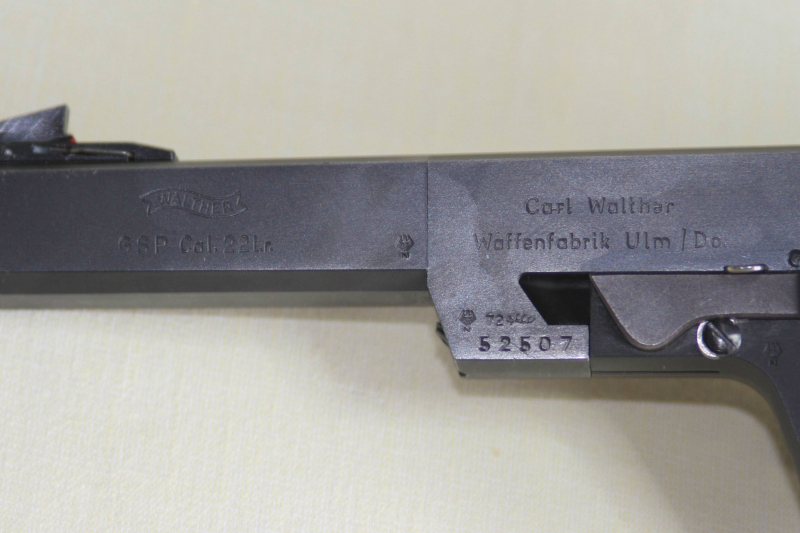 WALTHER
GSP Cal. 22 l.r.
Carl Walther
Waffenfabrik Ulm/Do.
52507